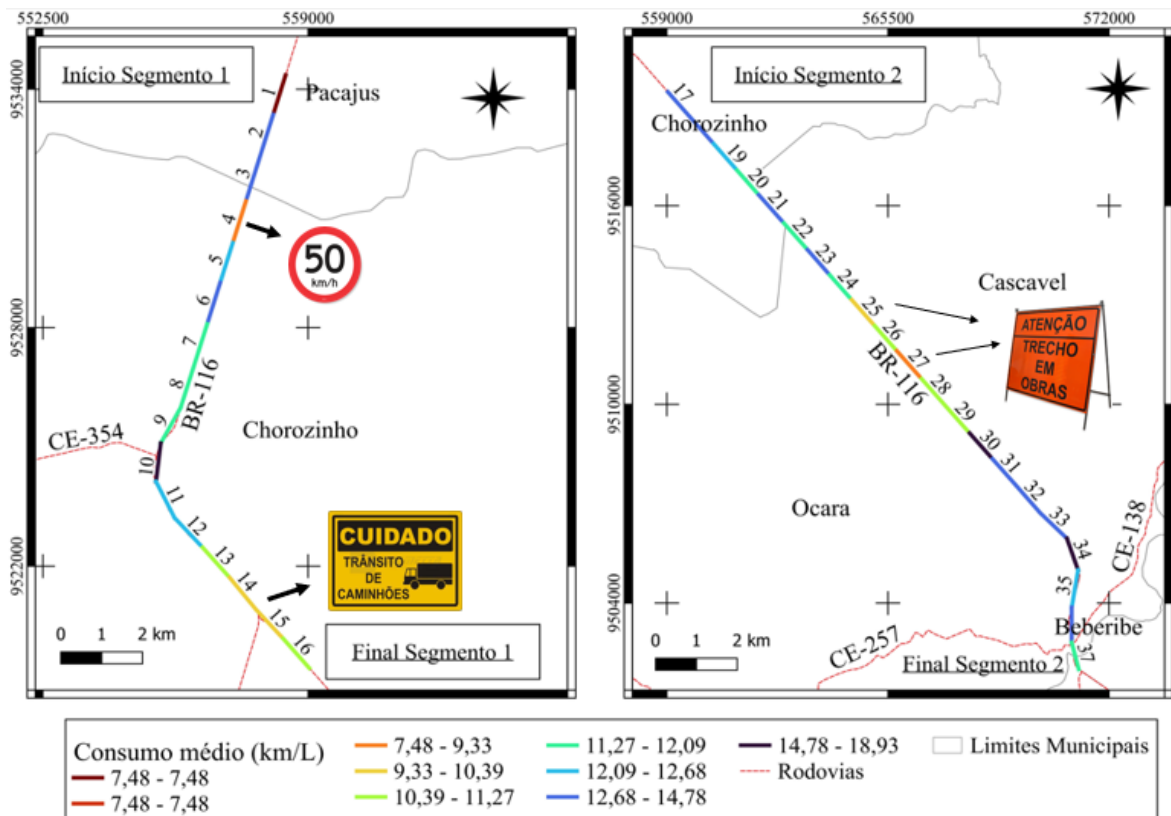 552500
559000
9534000
9528000
9522000
Início Segmento 1
Pacajus
1
2
3
4
50
km/h
5
6
7
8
BR-116
9
CE-354
Chorozinho
10
11
12
13
14
15
16
CUIDADO
TRÂNSITO
DE
CAMINHÕES
0 1 2 km
Final Segmento 1
559000
565500
572000
9516000
9510000
9504000
Início Segmento 2
17
Chorozinho
19
20
21
22
23
24
Cascavel
25
26
27
ATENÇÃO
TRECHO
EM
OBRAS
BR-116
28
29
30
31
Ocara
32
33
34
CE-138
35
Beberibe
37
CE-257
0 1 2 km
Final Segmento 2
Consumo médio (km/L)
7,48 - 7,48
7,48 - 7,48
7,48 - 9,33
9,33 - 10,39
10,39 - 11,27
11,27 - 12,09
12,09 - 12,68
12,68 - 14,78
14,78 - 18,93
Rodovias
Limites Municipais